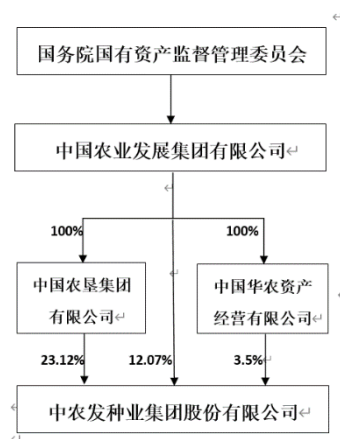 国务院国有资产监督管理委员会
中国农业发展集团有限公司
100% 100%
中国农垦集团
有限公司
中国华农资产
经营有限公司
23.12% 12.07% 3.5%
中农发种业集团股份有限公司